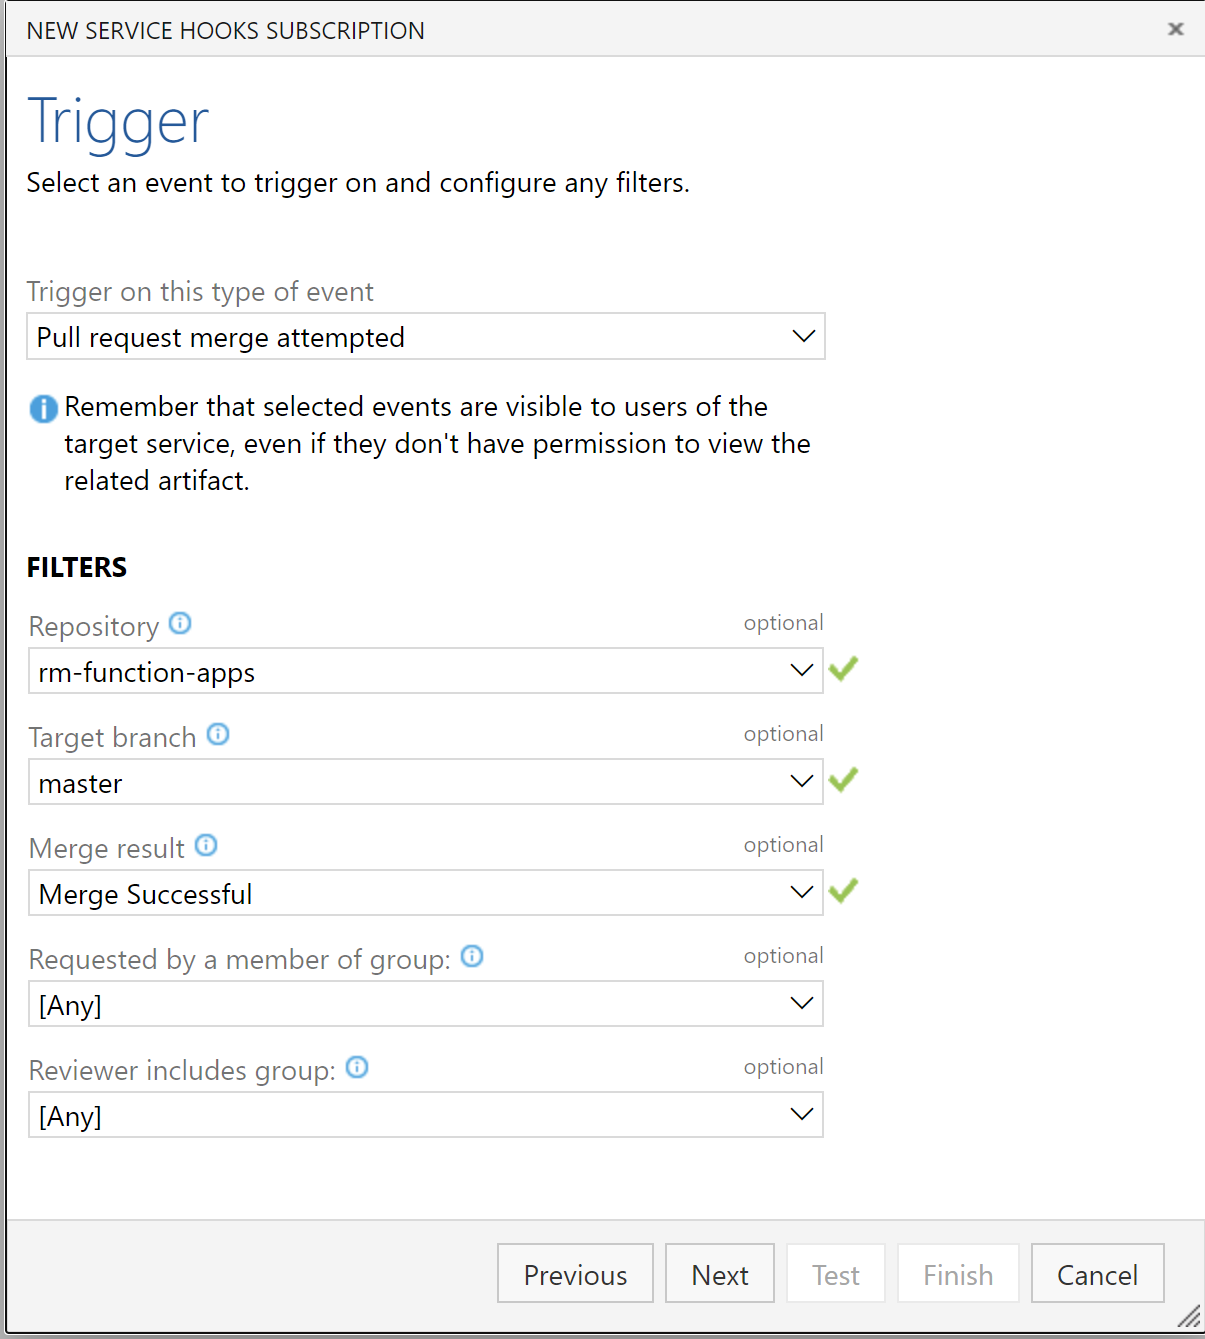 NEW SERVICE HOOKS SUBSCRIPTION
Trigger
Select an event to trigger on and configure any filters.
Trigger on this type of event
Pull request merge attempted
Remember that selected events are visible to users of the
target service, even if they don't have permission to view the
related artifact.
FILTERS
Repository optional
rm-function-apps
Target branch optional
master
Merge result optional
Merge Successful
Requested by a member of group: optional
[Any]
Reviewer includes group: optional
[Any]
Previous Next Test Finish Cancel